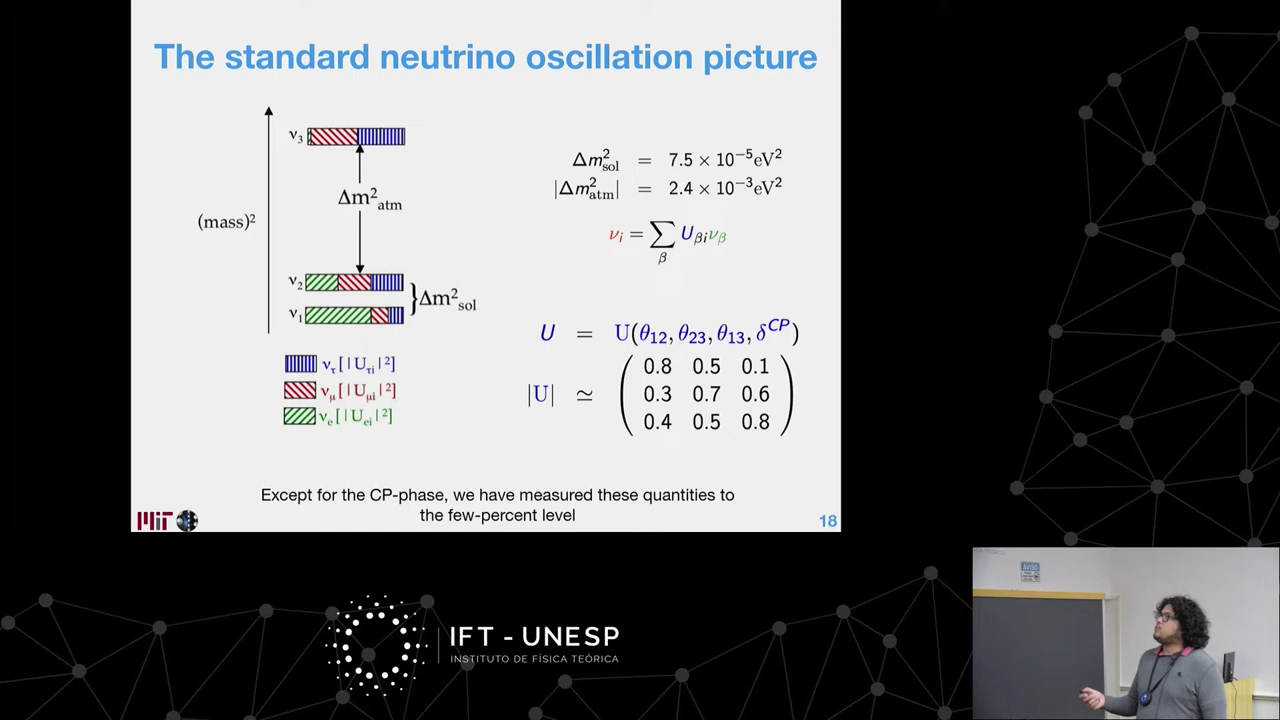 The standard neutrino oscillation picture
ν₃
Δm²atm
(mass)²
ν₂
ν₁
Δm²sol
ντ [ |Uτi|² ]
νμ [ |Uμi|² ]
νe [ |Uei|² ]
Δm²sol = 7.5 × 10⁻⁵eV²
|Δm²atm| = 2.4 × 10⁻³eV²
νi = ∑β Uβiνβ
U = U(θ₁₂, θ₂₃, θ₁₃, δ^CP)
|U| ≃
0.8 0.5 0.1
0.3 0.7 0.6
0.4 0.5 0.8
Except for the CP-phase, we have measured these quantities to
the few-percent level
MIT
18
IFT - UNESP
INSTITUTO DE FÍSICA TEÓRICA
AVISO